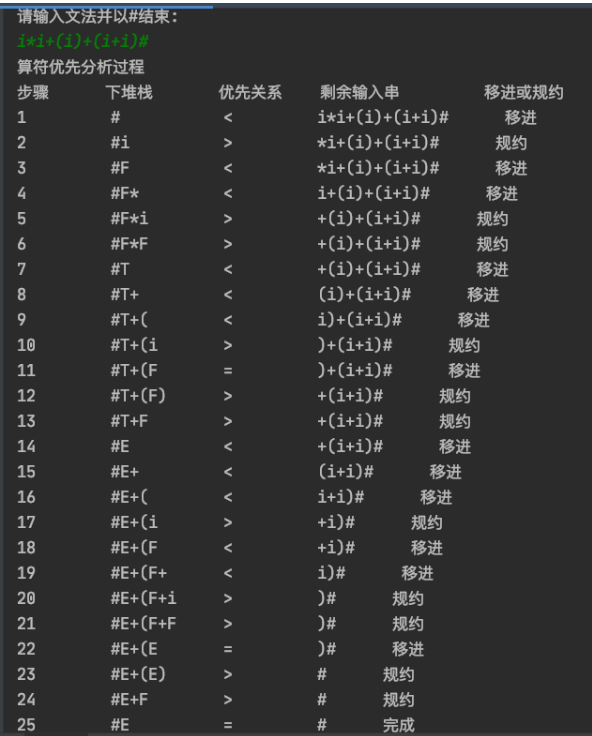 请输入文法并以#结束:
i*i+(i)+(i+i)#
算符优先分析过程
步骤 下堆栈 优先关系 剩余输入串 移进或规约
1 # < i*i+(i)+(i+i)# 移进
2 #i > *i+(i)+(i+i)# 规约
3 #F < *i+(i)+(i+i)# 移进
4 #F* < i+(i)+(i+i)# 移进
5 #F*i > +(i)+(i+i)# 规约
6 #F*F > +(i)+(i+i)# 规约
7 #T < +(i)+(i+i)# 移进
8 #T+ < (i)+(i+i)# 移进
9 #T+( < i)+(i+i)# 移进
10 #T+(i > )+(i+i)# 规约
11 #T+(F = )+(i+i)# 移进
12 #T+(F) > +(i+i)# 规约
13 #T+F > +(i+i)# 规约
14 #E < +(i+i)# 移进
15 #E+ < (i+i)# 移进
16 #E+( < i+i)# 移进
17 #E+(i > +i)# 规约
18 #E+(F < +i)# 移进
19 #E+(F+ < i)# 移进
20 #E+(F+i > )# 规约
21 #E+(F+F > )# 规约
22 #E+(E = )# 移进
23 #E+(E) > # 规约
24 #E+F > # 规约
25 #E = # 完成